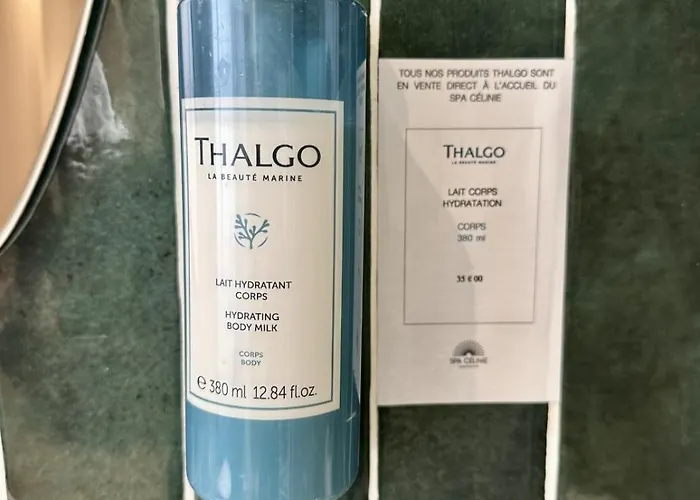 THALGO
LA BEAUTÉ MARINE
LAIT HYDRATANT
CORPS
HYDRATING
BODY MILK
CORPS
BODY
℮ 380 ml 12.84 fl.oz.
TOUS NOS PRODUITS THALGO SONT
EN VENTE DIRECT À L'ACCUEIL DU
SPA CÉLINIE
THALGO
LA BEAUTÉ MARINE
LAIT CORPS
HYDRATATION
CORPS
380 ml
35 € 00
SPA CÉLINIE